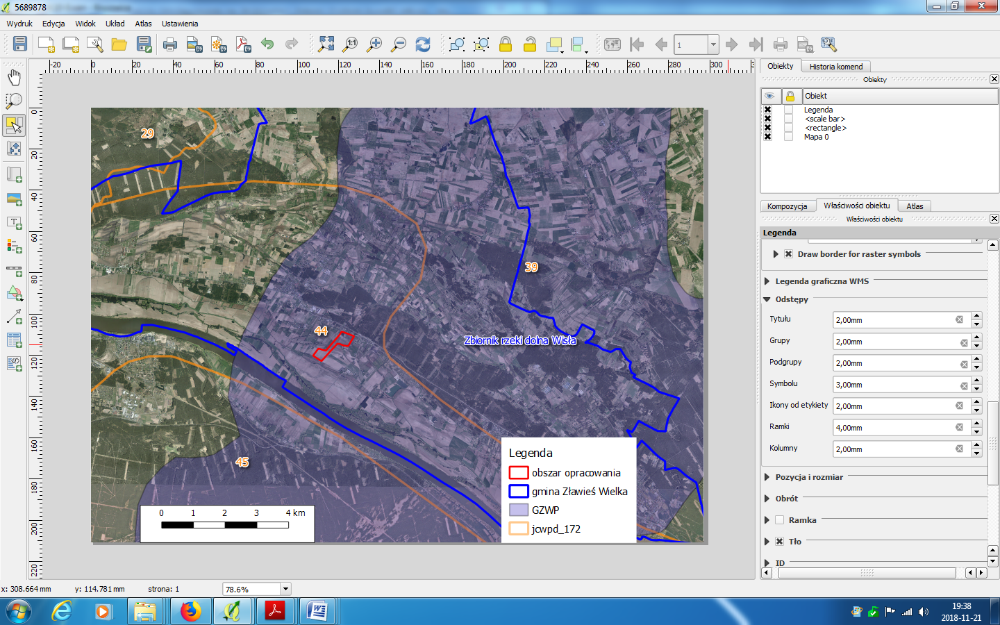 5689878
Wydruk Edycja Widok Układ Atlas Ustawienia
1:1
1
-20 0 20 40 60 80 100 120 140 160 180 200 220 240 260 280 300
0
20
40
60
80
100
120
140
160
180
200
220
29
39
44
45
Zbiornik rzeki dolna Wisła
0 1 2 3 4 km
Legenda
obszar opracowania
gmina Zławieś Wielka
GZWP
jcwpd_172
Obiekty Historia komend
Obiekty
Obiekt
Legenda
<scale bar>
<rectangle>
Mapa 0
Kompozycja Właściwości obiektu Atlas
Właściwości obiektu
Legenda
Draw border for raster symbols
Legenda graficzna WMS
Odstępy
Tytułu 2,00mm
Grupy 2,00mm
Podgrupy 2,00mm
Symbolu 3,00mm
Ikony od etykiety 2,00mm
Ramki 4,00mm
Kolumny 2,00mm
Pozycja i rozmiar
Obrót
Ramka
Tło
ID
x: 308.664 mm y: 114.781 mm strona: 1 78.6%
19:38
2018-11-21